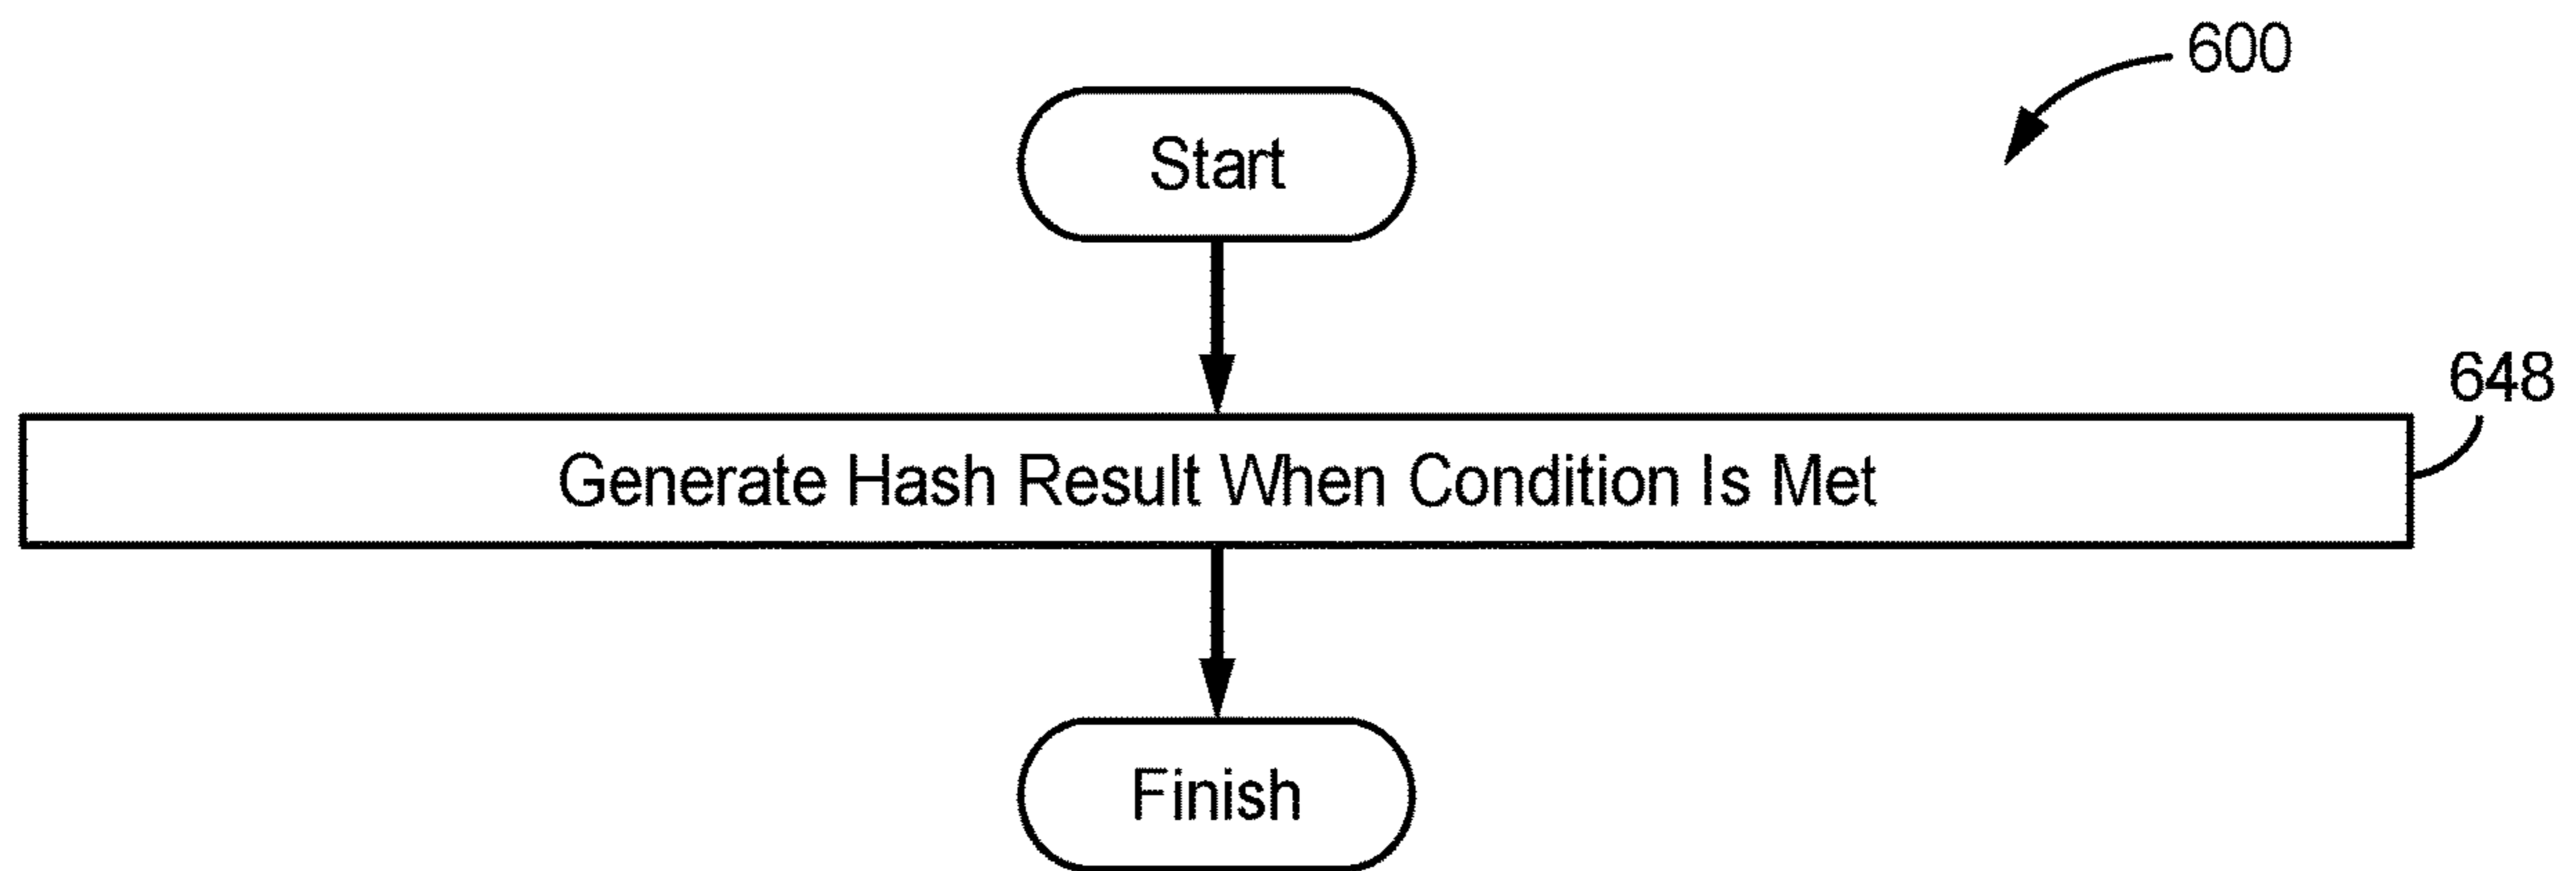 600
Start
648
Generate Hash Result When Condition Is Met
Finish